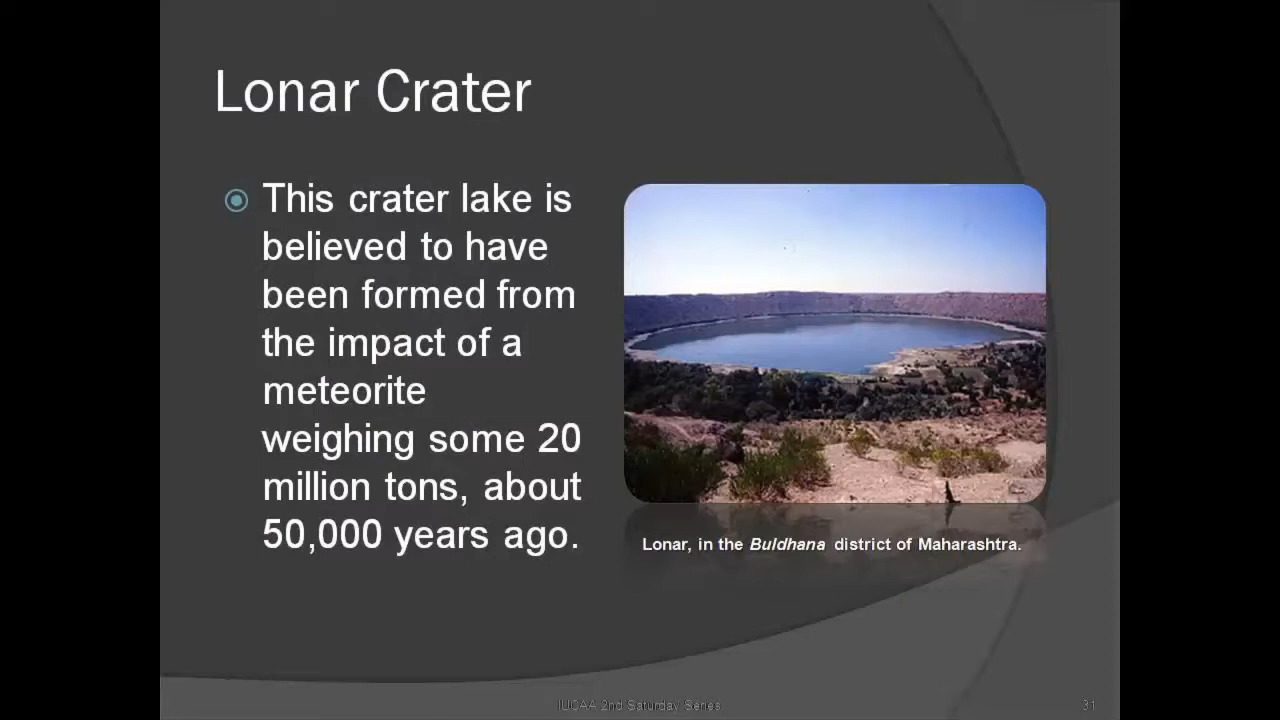 Lonar Crater
This crater lake is
believed to have
been formed from
the impact of a
meteorite
weighing some 20
million tons, about
50,000 years ago.
Lonar, in the Buldhana district of Maharashtra.
IUCAA 2nd Saturday Series
31